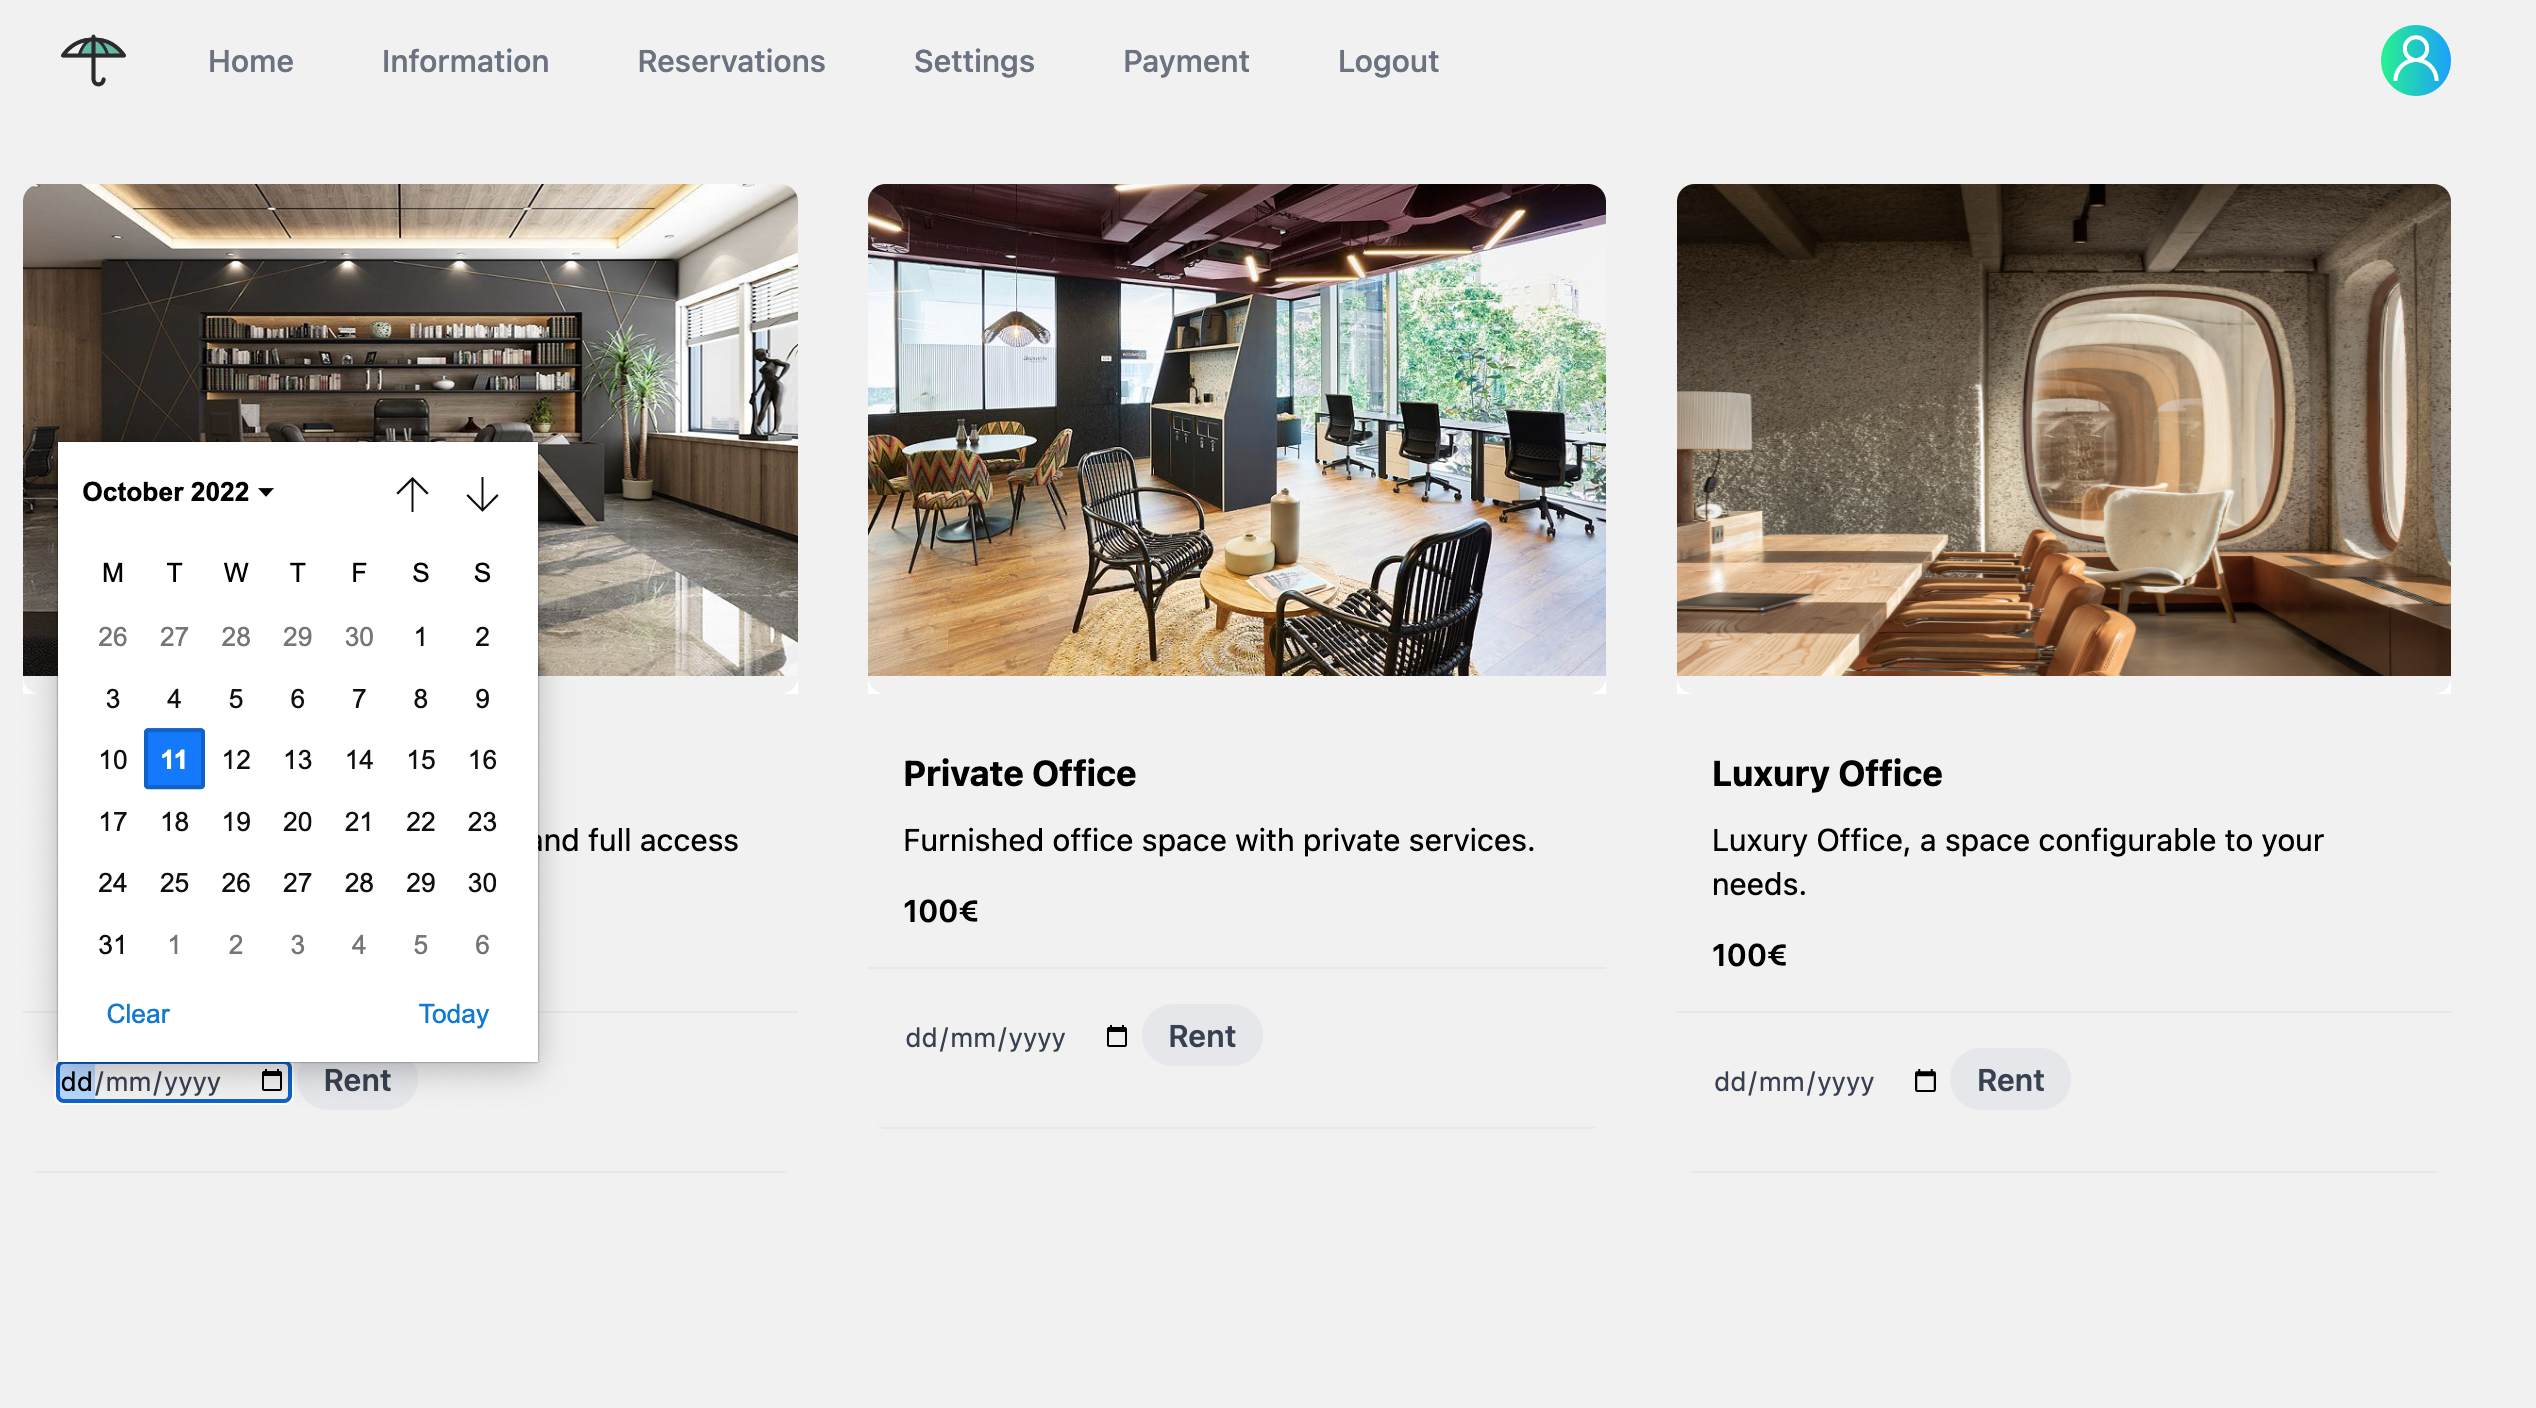 Home Information Reservations Settings Payment Logout
October 2022
M T W T F S S
26 27 28 29 30 1 2
3 4 5 6 7 8 9
10 11 12 13 14 15 16
17 18 19 20 21 22 23
24 25 26 27 28 29 30
31 1 2 3 4 5 6
Clear Today
and full access
dd/mm/yyyy Rent
Private Office
Furnished office space with private services.
100€
dd/mm/yyyy Rent
Luxury Office
Luxury Office, a space configurable to your
needs.
100€
dd/mm/yyyy Rent